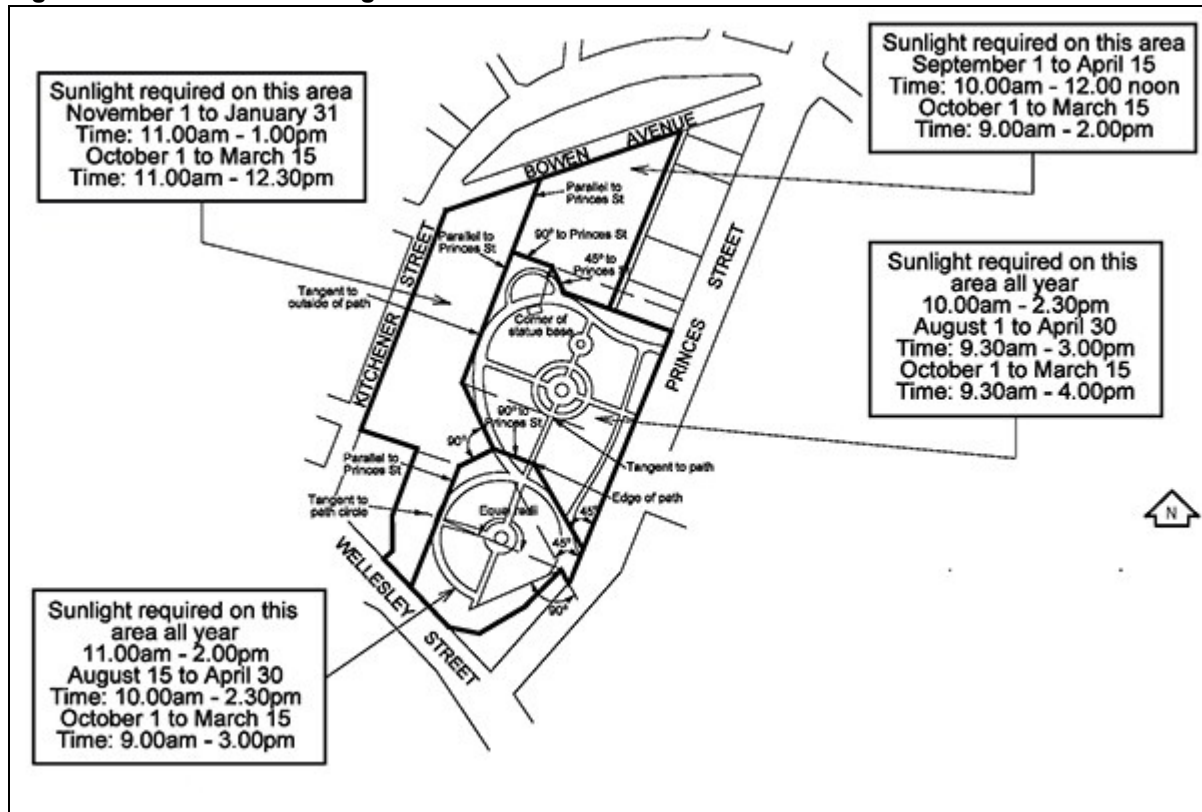 Sunlight required on this area
November 1 to January 31
Time: 11.00am - 1.00pm
October 1 to March 15
Time: 11.00am - 12.30pm
Sunlight required on this area
September 1 to April 15
Time: 10.00am - 12.00 noon
October 1 to March 15
Time: 9.00am - 2.00pm
BOWEN AVENUE
Parallel to
Princes St
90º to Princes St
Parallel to
Princes St
45º to
Princes St
KITCHENER STREET
Tangent to
outside of path
Corner of
statue base
PRINCES STREET
Sunlight required on this
area all year
10.00am - 2.30pm
August 1 to April 30
Time: 9.30am - 3.00pm
October 1 to March 15
Time: 9.30am - 4.00pm
90º to
Princes St
90º
Parallel to
Princes St
Tangent to path
Edge of path
Tangent to
path circle
45º
45º
90º
N
WELLESLEY STREET
Sunlight required on this
area all year
11.00am - 2.00pm
August 15 to April 30
Time: 10.00am - 2.30pm
October 1 to March 15
Time: 9.00am - 3.00pm